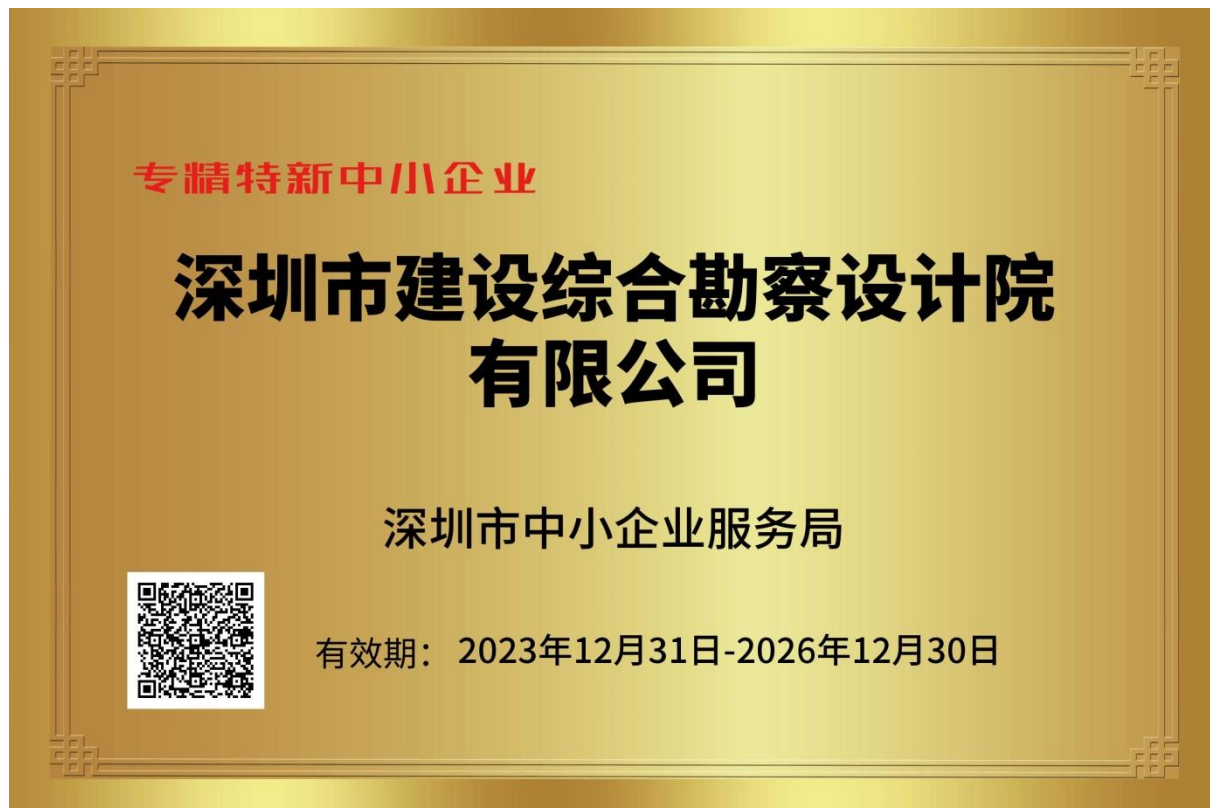 专精特新中小企业
深圳市建设综合勘察设计院
有限公司
深圳市中小企业服务局
有效期：2023年12月31日-2026年12月30日